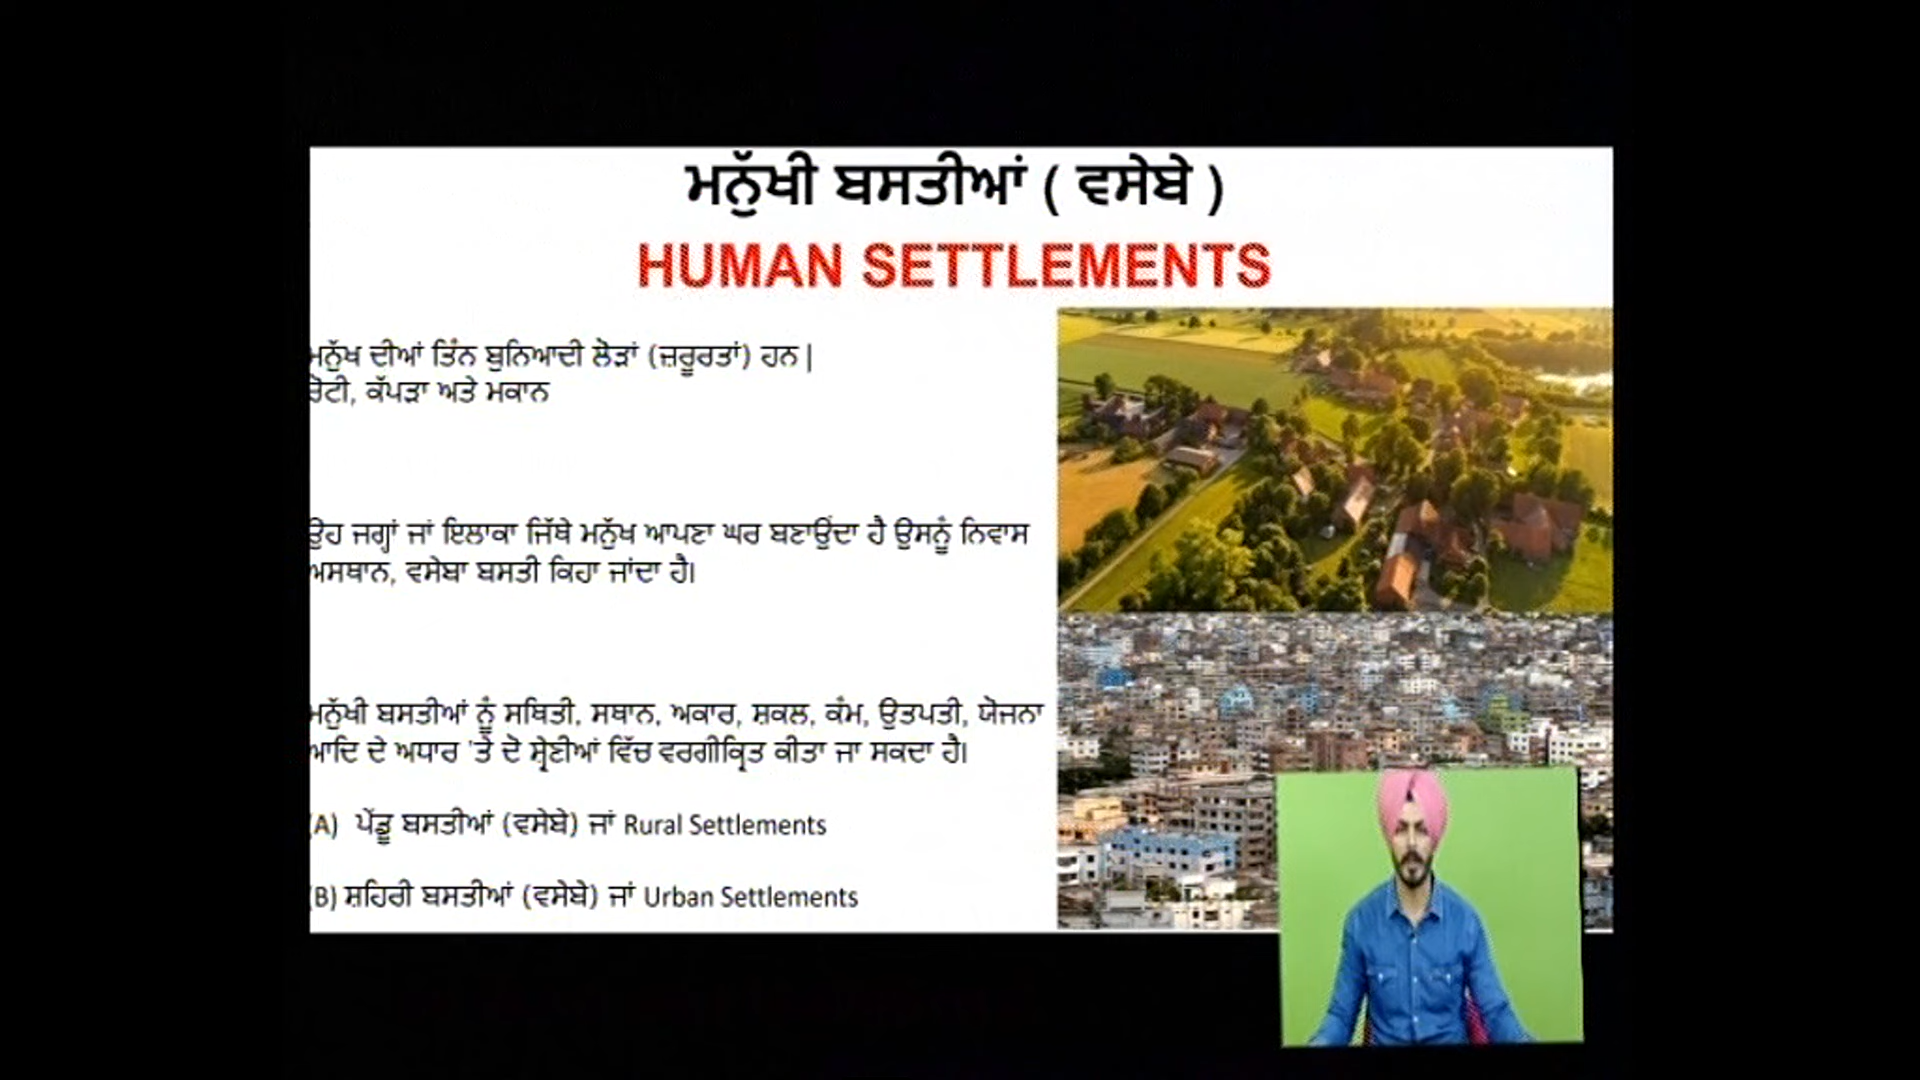 ਮਨੁੱਖੀ ਬਸਤੀਆਂ ( ਵਸੇਬੇ )
HUMAN SETTLEMENTS
ਮਨੁੱਖ ਦੀਆਂ ਤਿੰਨ ਬੁਨਿਆਦੀ ਲੋੜਾਂ (ਜ਼ਰੂਰਤਾਂ) ਹਨ|
ਰੋਟੀ, ਕੱਪੜਾ ਅਤੇ ਮਕਾਨ
ਉਹ ਜਗ੍ਹਾਂ ਜਾਂ ਇਲਾਕਾ ਜਿੱਥੇ ਮਨੁੱਖ ਆਪਣਾ ਘਰ ਬਣਾਉਂਦਾ ਹੈ ਉਸਨੂੰ ਨਿਵਾਸ
ਅਸਥਾਨ, ਵਸੇਬਾ ਬਸਤੀ ਕਿਹਾ ਜਾਂਦਾ ਹੈ।
ਮਨੁੱਖੀ ਬਸਤੀਆਂ ਨੂੰ ਸਥਿਤੀ, ਸਥਾਨ, ਅਕਾਰ, ਸ਼ਕਲ, ਕੰਮ, ਉਤਪਤੀ, ਯੋਜਨਾ
ਆਦਿ ਦੇ ਅਧਾਰ 'ਤੇ ਦੋ ਸ਼੍ਰੇਣੀਆਂ ਵਿੱਚ ਵਰਗੀਕ੍ਰਿਤ ਕੀਤਾ ਜਾ ਸਕਦਾ ਹੈ।
(A) ਪੇਂਡੂ ਬਸਤੀਆਂ (ਵਸੇਬੇ) ਜਾਂ Rural Settlements
(B) ਸ਼ਹਿਰੀ ਬਸਤੀਆਂ (ਵਸੇਬੇ) ਜਾਂ Urban Settlements